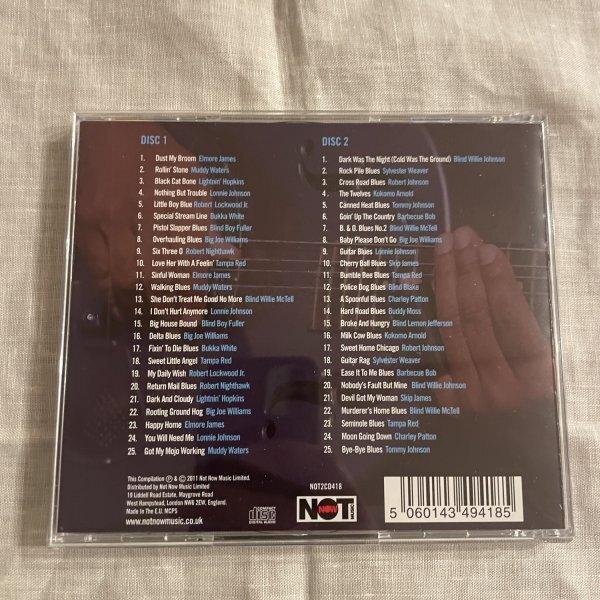 DISC 1
1. Dust My Broom Elmore James
2. Rollin' Stone Muddy Waters
3. Black Cat Bone Lightnin' Hopkins
4. Nothing But Trouble Lonnie Johnson
5. Little Boy Blue Robert Lockwood Jr.
6. Special Stream Line Bukka White
7. Pistol Slapper Blues Blind Boy Fuller
8. Overhauling Blues Big Joe Williams
9. Six Three O Robert Nighthawk
10. Love Her With A Feelin' Tampa Red
11. Sinful Woman Elmore James
12. Walking Blues Muddy Waters
13. She Don't Treat Me Good No More Blind Willie McTell
14. I Don't Hurt Anymore Lonnie Johnson
15. Big House Bound Blind Boy Fuller
16. Delta Blues Big Joe Williams
17. Fixin' To Die Blues Bukka White
18. Sweet Little Angel Tampa Red
19. My Daily Wish Robert Lockwood Jr.
20. Return Mail Blues Robert Nighthawk
21. Dark And Cloudy Lightnin' Hopkins
22. Rooting Ground Hog Big Joe Williams
23. Happy Home Elmore James
24. You Will Need Me Lonnie Johnson
25. Got My Mojo Working Muddy Waters
DISC 2
1. Dark Was The Night (Cold Was The Ground) Blind Willie Johnson
2. Rock Pile Blues Sylvester Weaver
3. Cross Road Blues Robert Johnson
4. The Twelves Kokomo Arnold
5. Canned Heat Blues Tommy Johnson
6. Goin' Up The Country Barbecue Bob
7. B. & O. Blues No.2 Blind Willie McTell
8. Baby Please Don't Go Big Joe Williams
9. Guitar Blues Lonnie Johnson
10. Cherry Ball Blues Skip James
11. Bumble Bee Blues Tampa Red
12. Police Dog Blues Blind Blake
13. A Spoonful Blues Charley Patton
14. Hard Road Blues Buddy Moss
15. Broke And Hungry Blind Lemon Jefferson
16. Milk Cow Blues Kokomo Arnold
17. Sweet Home Chicago Robert Johnson
18. Guitar Rag Sylvester Weaver
19. Ease It To Me Blues Barbecue Bob
20. Nobody's Fault But Mine Blind Willie Johnson
21. Devil Got My Woman Skip James
22. Murderer's Home Blues Blind Willie McTell
23. Seminole Blues Tampa Red
24. Moon Going Down Charley Patton
25. Bye-Bye Blues Tommy Johnson
This Compilation ℗ & © 2011 Not Now Music Limited.
Distributed by Not Now Music Limited
19 Liddell Road Estate, Maygrove Road
West Hampstead, London NW6 2EW, England.
Made in The E.U. MCPS
www.notnowmusic.co.uk
COMPACT
disc
DIGITAL AUDIO
NOT2CD418
NOT
NOW
MUSIC
5 060143 494185